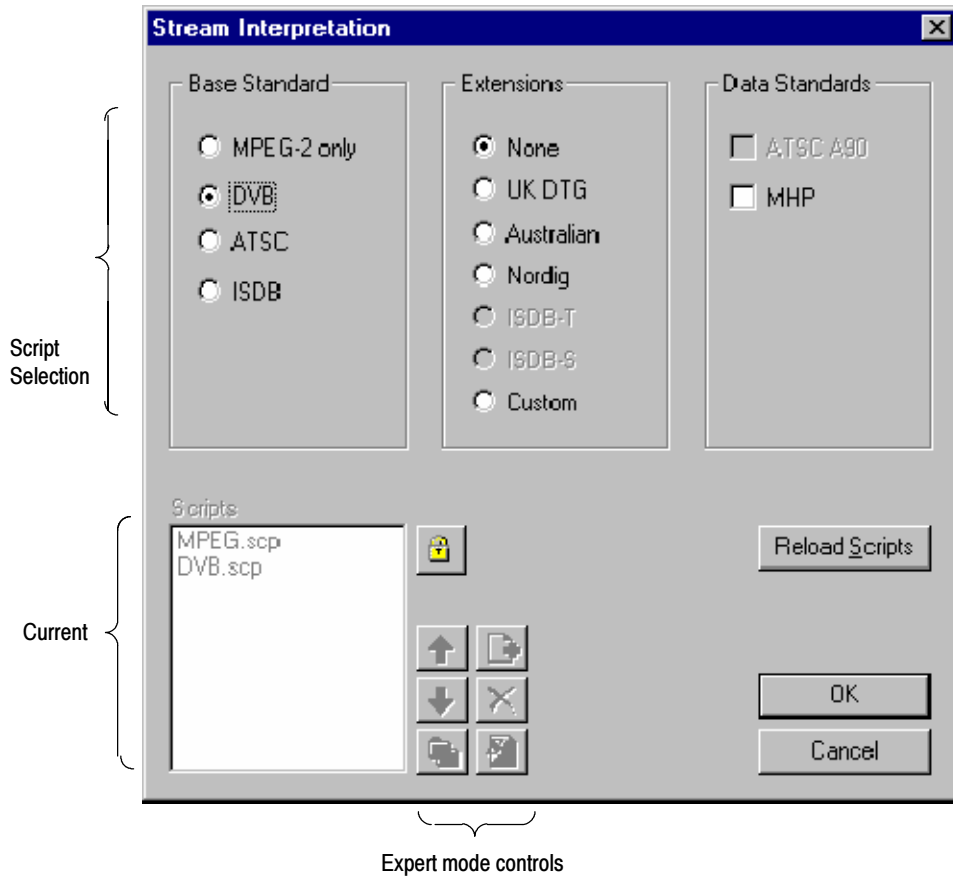 Stream Interpretation
Base Standard
MPEG-2 only
DVB
ATSC
ISDB
Extensions
None
UK DTG
Australian
Nordig
ISDB-T
ISDB-S
Custom
Data Standards
ATSC A90
MHP
Script
Selection
Scripts
MPEG.scp
DVB.scp
Reload Scripts
Current
OK
Cancel
Expert mode controls